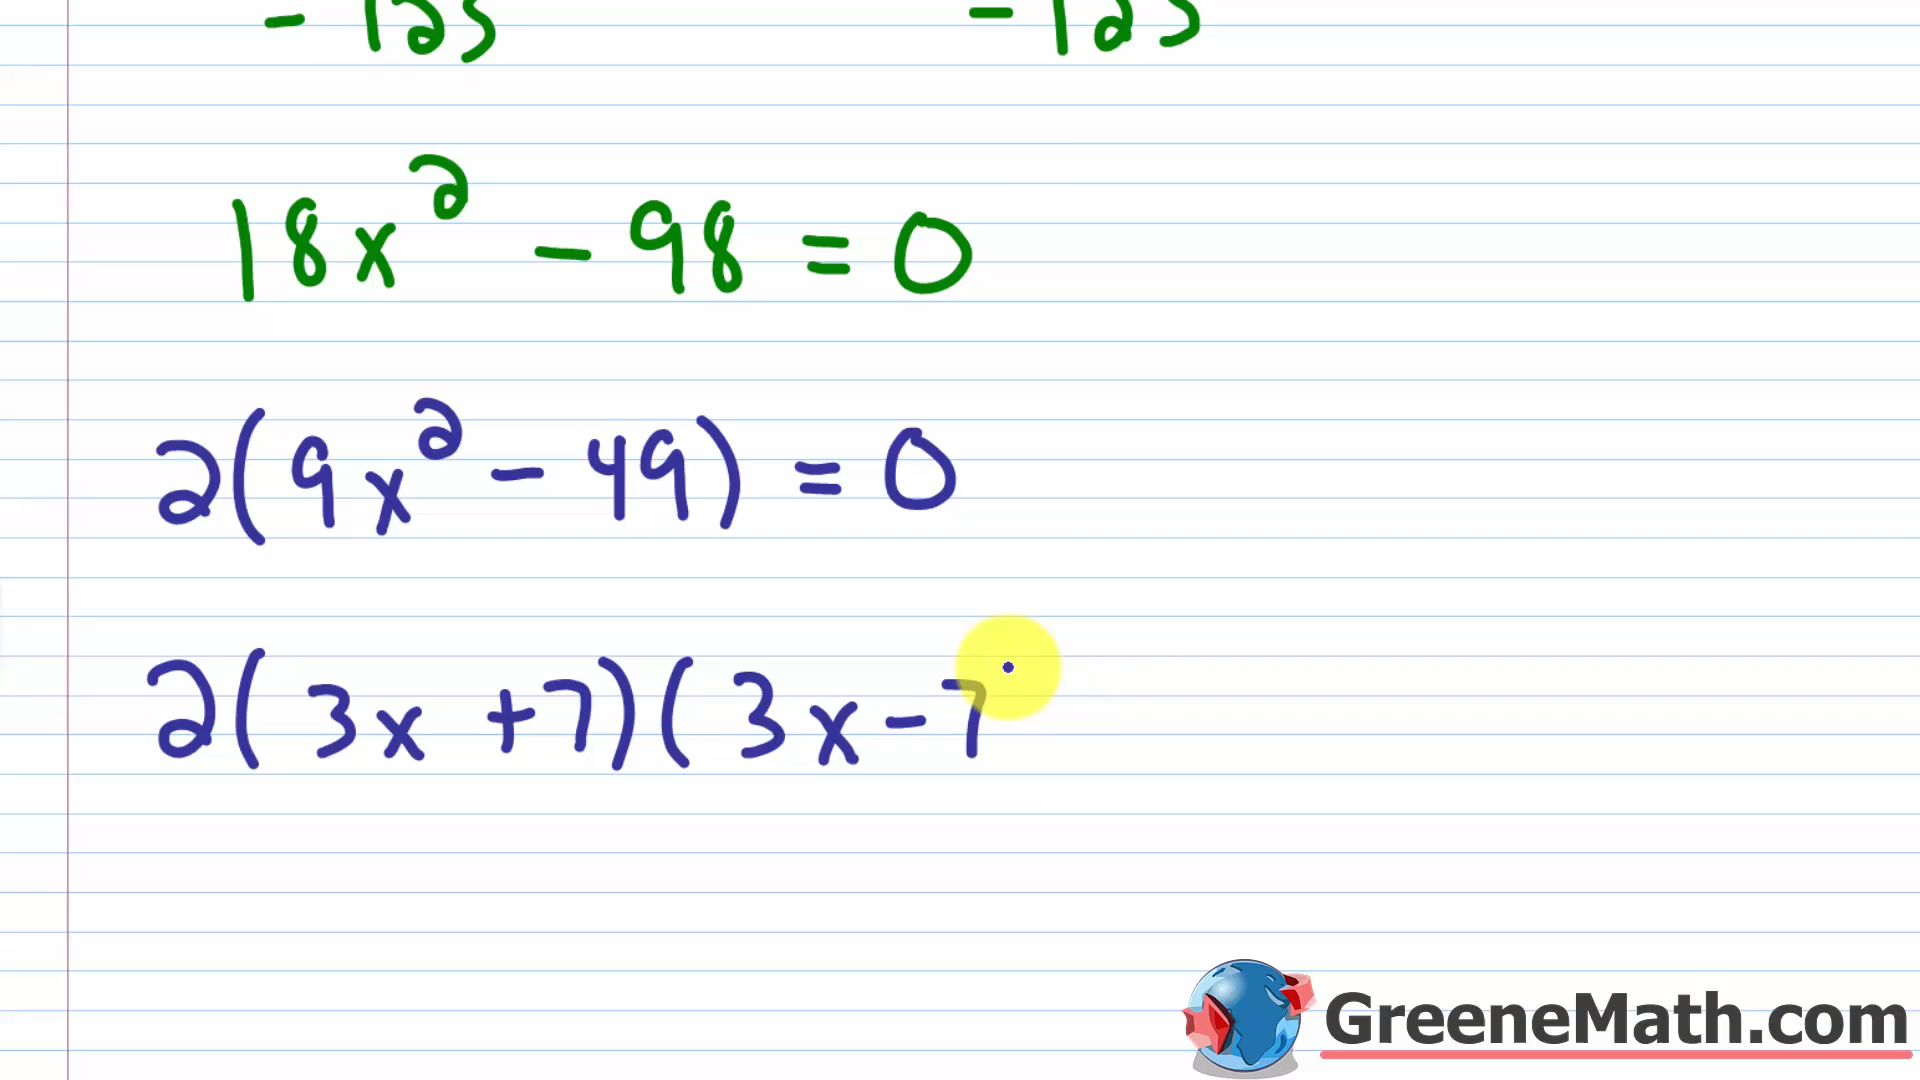 - 125 - 125
18x² - 98 = 0
2(9x² - 49) = 0
2(3x + 7)(3x - 7
GreeneMath.com